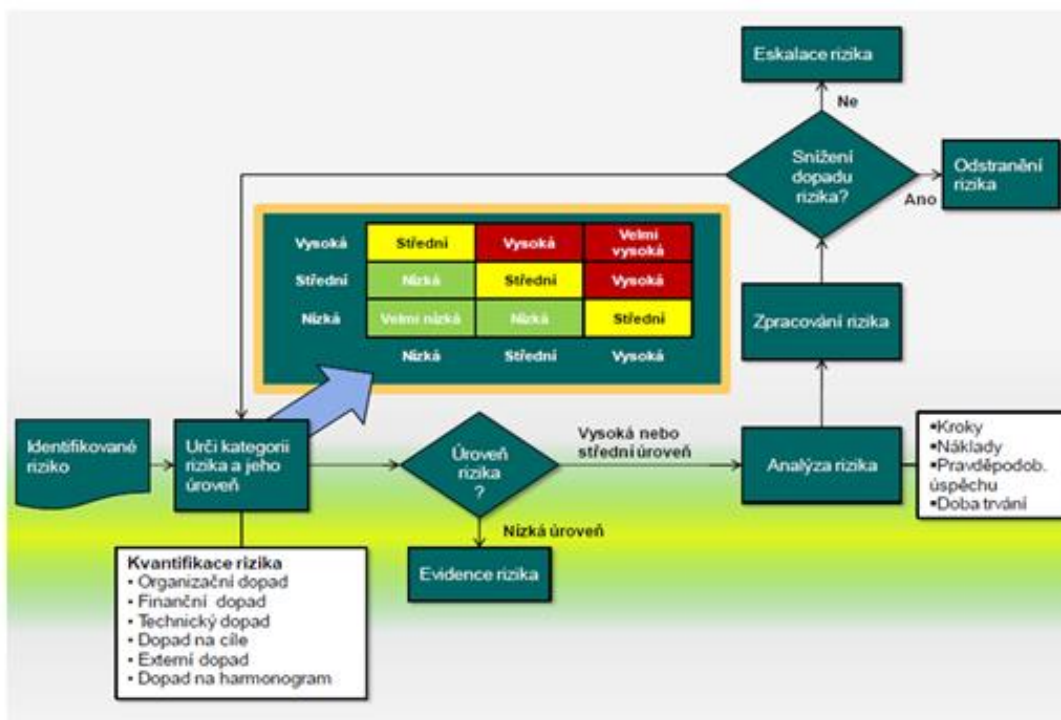 Eskalace rizika
Ne
Snížení
dopadu
rizika?
Odstranění
rizika
Ano
Vysoká
Střední
Vysoká
Velmi
vysoká
Střední
Nízká
Střední
Vysoká
Nízká
Velmi nízká
Nízká
Střední
Nízká
Střední
Vysoká
Zpracování rizika
Identifikované
riziko
Urči kategorii
rizika a jeho
úroveň
Úroveň
rizika
?
Vysoká nebo
střední úroveň
Analýza rizika
▪Kroky
▪Náklady
▪Pravděpodob.
úspěchu
▪Doba trvání
Nízká úroveň
Evidence rizika
Kvantifikace rizika
• Organizační dopad
• Finanční dopad
• Technický dopad
• Dopad na cíle
• Externí dopad
• Dopad na harmonogram